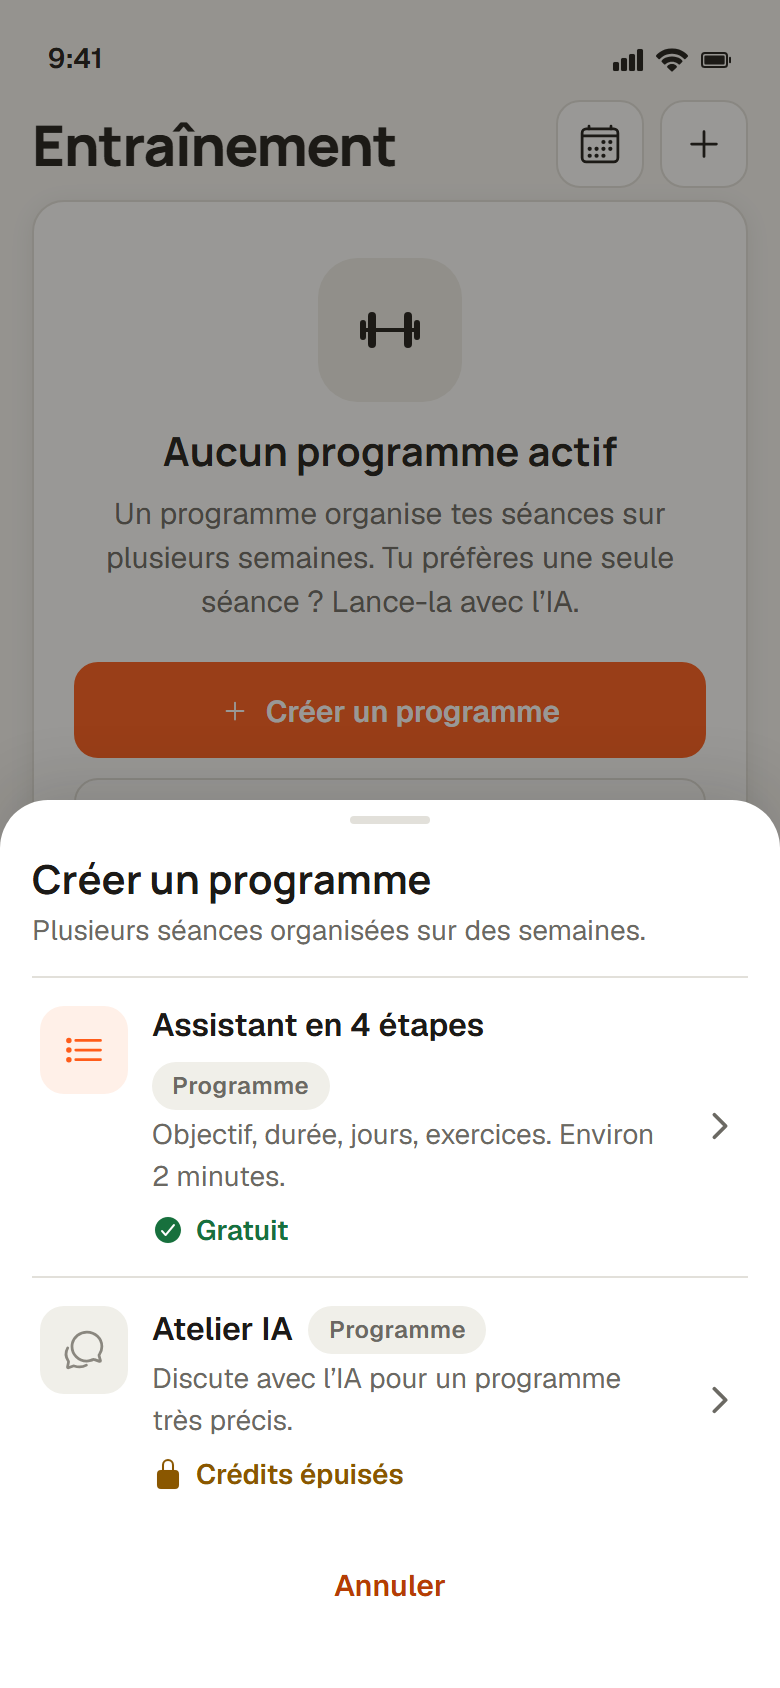 9:41
Entraînement
Aucun programme actif
Un programme organise tes séances sur
plusieurs semaines. Tu préfères une seule
séance ? Lance-la avec l’IA.
+ Créer un programme
Créer un programme
Plusieurs séances organisées sur des semaines.
Assistant en 4 étapes
Programme
Objectif, durée, jours, exercices. Environ
2 minutes.
Gratuit
Atelier IA Programme
Discute avec l’IA pour un programme
très précis.
Crédits épuisés
Annuler